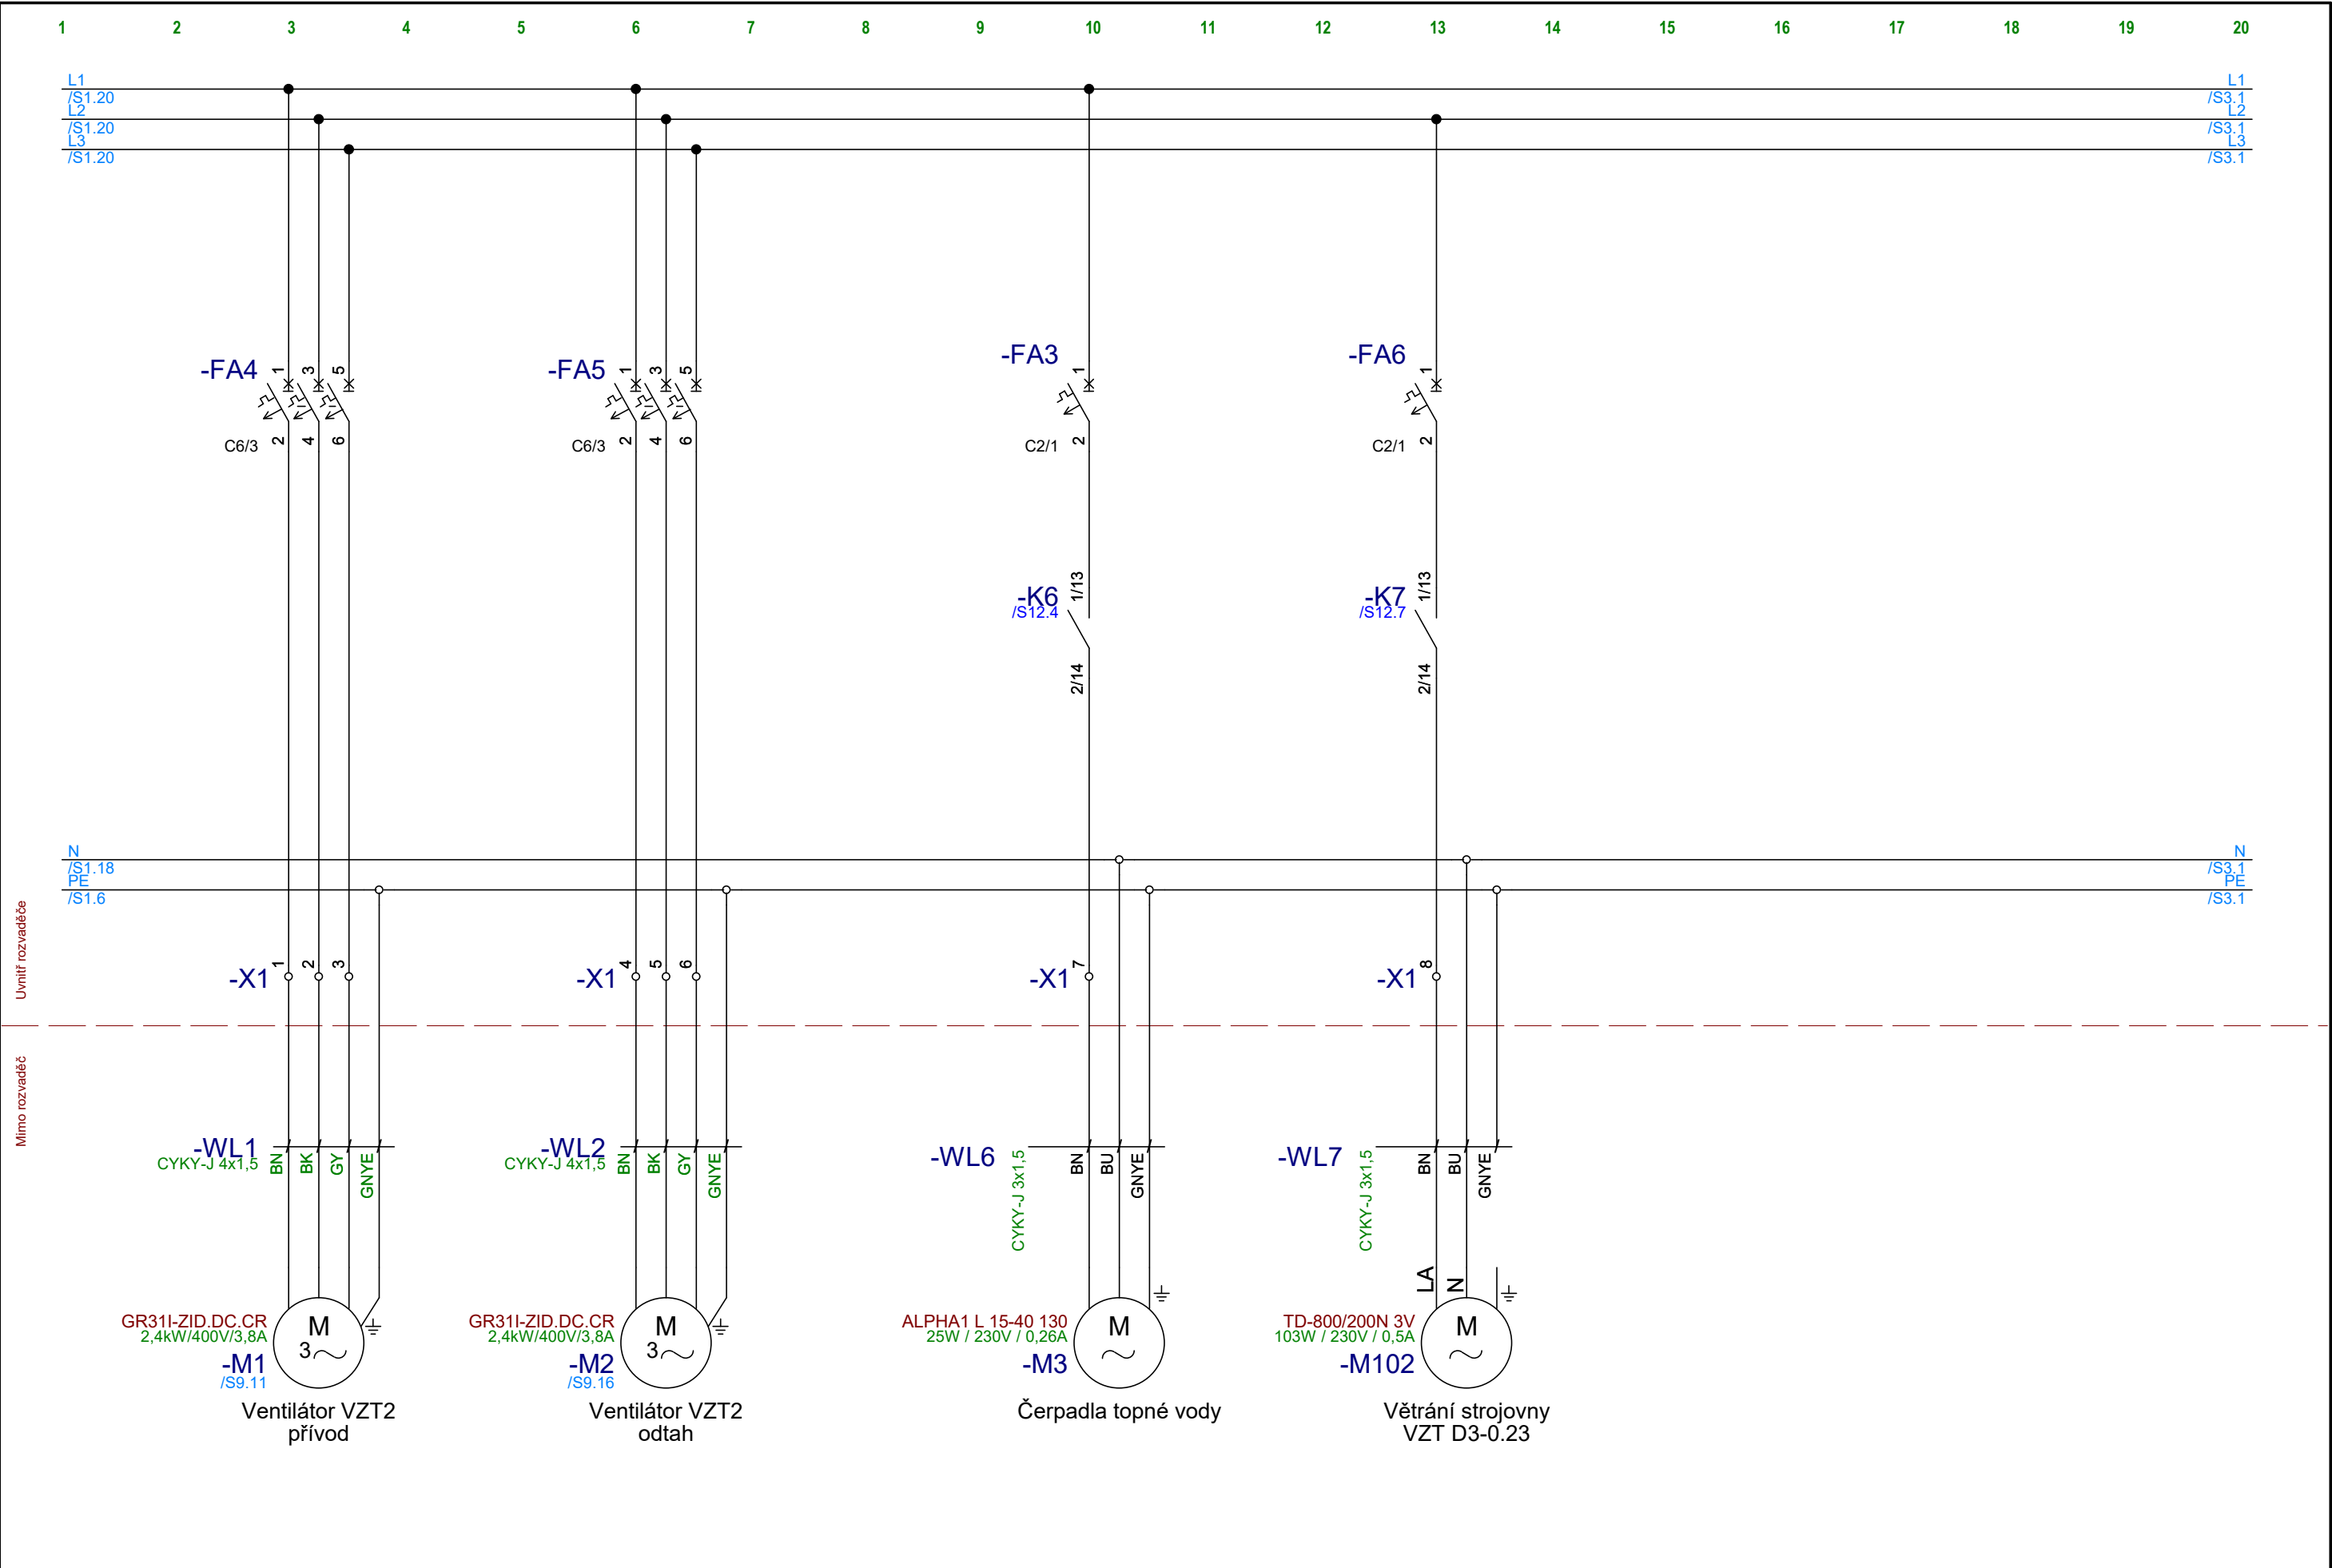 1 2 3 4 5 6 7 8 9 10 11 12 13 14 15 16 17 18 19 20
L1 L1
/S1.20 /S3.1
L2 L2
/S1.20 /S3.1
L3 L3
/S1.20 /S3.1
-FA4 1 3 5
C6/3 2 4 6
-FA5 1 3 5
C6/3 2 4 6
-FA3 1
C2/1 2
-FA6 1
C2/1 2
-K6 1/13
/S12.4
2/14
-K7 1/13
/S12.7
2/14
N N
/S1.18 /S3.1
PE PE
/S1.6 /S3.1
Uvnitř rozvaděče
-X1 1 2 3
-X1 4 5 6
-X1 7
-X1 8
Mimo rozvaděč
-WL1
CYKY-J 4x1,5 BN BK GY GNYE
-WL2
CYKY-J 4x1,5 BN BK GY GNYE
-WL6
CYKY-J 3x1,5 BN BU GNYE
-WL7
CYKY-J 3x1,5 BN BU GNYE
LA N
GR31I-ZID.DC.CR
2,4kW/400V/3,8A
-M1
/S9.11
M
3
Ventilátor VZT2
přívod
GR31I-ZID.DC.CR
2,4kW/400V/3,8A
-M2
/S9.16
M
3
Ventilátor VZT2
odtah
ALPHA1 L 15-40 130
25W / 230V / 0,26A
-M3
M
Čerpadla topné vody
TD-800/200N 3V
103W / 230V / 0,5A
-M102
M
Větrání strojovny
VZT D3-0.23